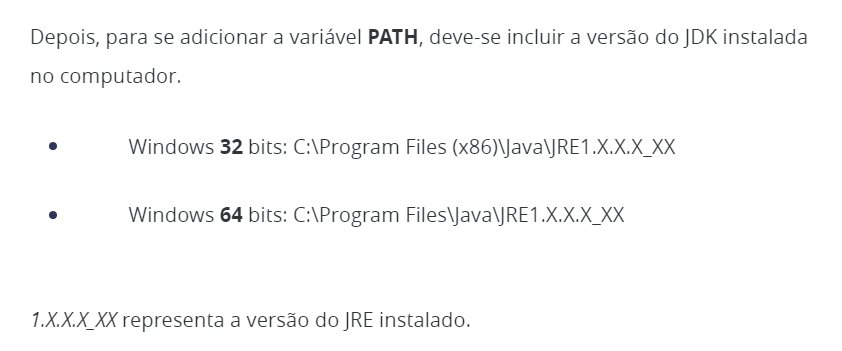 Depois, para se adicionar a variável PATH, deve-se incluir a versão do JDK instalada
no computador.
• Windows 32 bits: C:\Program Files (x86)\Java\JRE1.X.X.X_XX
• Windows 64 bits: C:\Program Files\Java\JRE1.X.X.X_XX
1.X.X.X_XX representa a versão do JRE instalado.